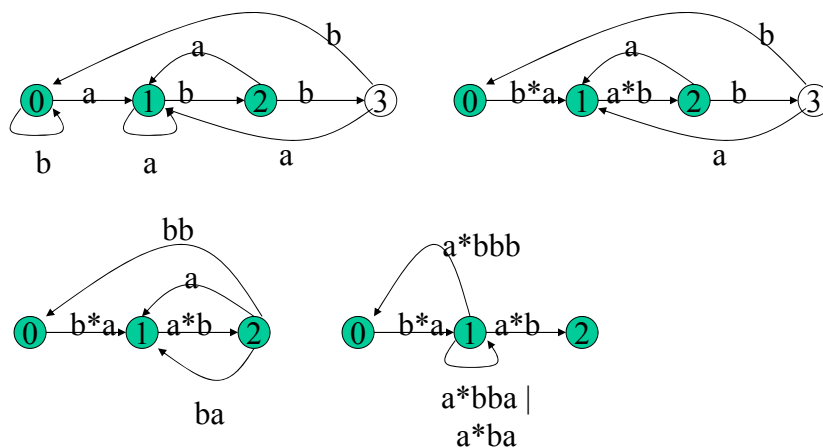 b b
a a
0 a 1 b 2 b 3 0 b*a 1 a*b 2 b 3
b a a a
bb
a a*bbb
0 b*a 1 a*b 2 0 b*a 1 a*b 2
ba a*bba |
a*ba